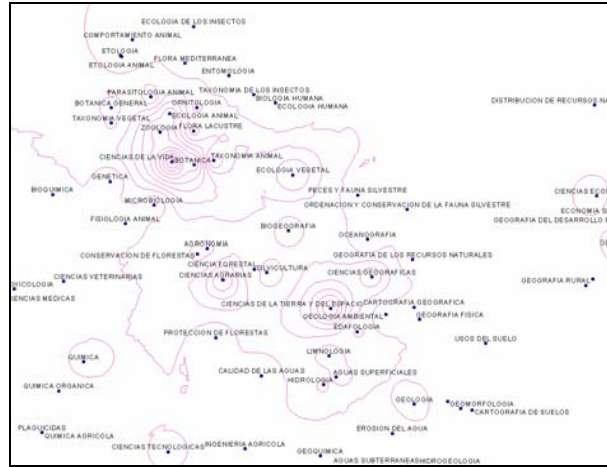 ECOLOGIA DE LOS INSECTOS
COMPORTAMIENTO ANIMAL
ETOLOGIA
ETOLOGIA ANIMAL
FLORA MEDITERRANEA
ENTOMOLOGIA
PARASITOLOGIA ANIMAL
TAXONOMIA DE LOS INSECTOS
BIOLOGIA HUMANA
ECOLOGIA HUMANA
DISTRIBUCION DE RECURSOS NA
BOTANICA GENERAL
ORNITOLOGIA
ECOLOGIA ANIMAL
TAXONOMIA VEGETAL
ZOOLOGIA
FLORA LACUSTRE
CIENCIAS DE LA VIDA
BOTANICA
TAXONOMIA ANIMAL
ECOLOGIA VEGETAL
GENETICA
BIOQUIMICA
PECES Y FAUNA SILVESTRE
CIENCIAS ECON
MICROBIOLOGIA
ORDENACION Y CONSERVACION DE LA FAUNA SILVESTRE
ECONOMIA
GEOGRAFIA DEL DESARROLLO
FISIOLOGIA ANIMAL
BIOGEOGRAFIA
OCEANOGRAFIA
AGRONOMIA
CONSERVACION DE FLORESTAS
GEOGRAFIA DE LOS RECURSOS NATURALES
CIENCIA FORESTAL
SILVICULTURA
CIENCIAS AGRARIAS
CIENCIAS GEOGRAFICAS
CIENCIAS VETERINARIAS
GEOGRAFIA RURAL
OXICOLOGIA
IENCIAS MEDICAS
CIENCIAS DE LA TIERRA Y DEL ESPACIO
CARTOGRAFIA GEOGRAFICA
GEOLOGIA AMBIENTAL
GEOGRAFIA FISICA
EDAFOLOGIA
PROTECCION DE FLORESTAS
USOS DEL SUELO
LIMNOLOGIA
QUIMICA
AGUAS SUPERFICIALES
CALIDAD DE LAS AGUAS
HIDROLOGIA
QUIMICA ORGANICA
GEOLOGIA
GEOMORFOLOGIA
CARTOGRAFIA DE SUELOS
PLAGUICIDAS
QUIMICA AGRICOLA
EROSION DEL AGUA
CIENCIAS TECNOLOGICAS
INGENIERIA AGRICOLA
GEOQUIMICA
AGUAS SUBTERRANEAS
HIDROGEOLOGIA